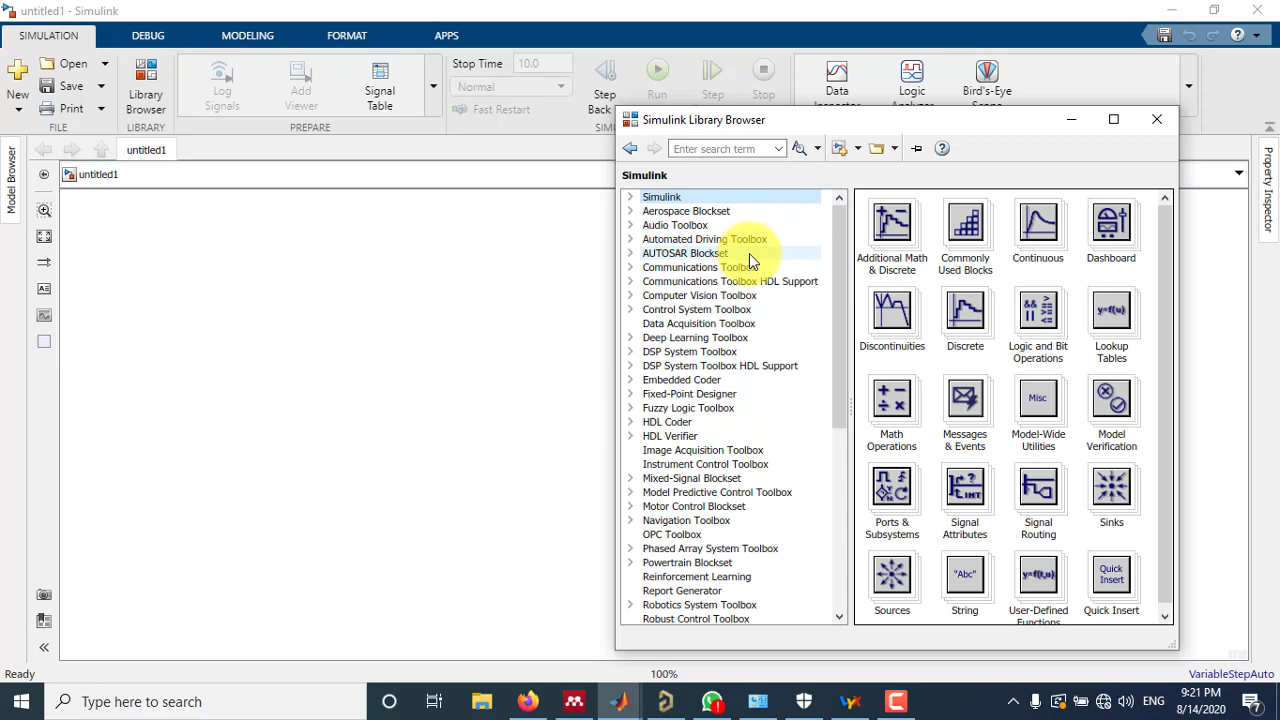 untitled1 - Simulink
SIMULATION DEBUG MODELING FORMAT APPS
New
Open
Save
Print
FILE
Library Browser
LIBRARY
Log Signals
Add Viewer
Signal Table
PREPARE
Stop Time 10.0
Normal
Fast Restart
Step Back
Run
Step
Stop
Data
Logic
Bird's-Eye
untitled1
untitled1
Model Browser
Property Inspector
Simulink Library Browser
Enter search term
Simulink
Simulink
Aerospace Blockset
Audio Toolbox
Automated Driving Toolbox
AUTOSAR Blockset
Communications Toolbox
Communications Toolbox HDL Support
Computer Vision Toolbox
Control System Toolbox
Data Acquisition Toolbox
Deep Learning Toolbox
DSP System Toolbox
DSP System Toolbox HDL Support
Embedded Coder
Fixed-Point Designer
Fuzzy Logic Toolbox
HDL Coder
HDL Verifier
Image Acquisition Toolbox
Instrument Control Toolbox
Mixed-Signal Blockset
Model Predictive Control Toolbox
Motor Control Blockset
Navigation Toolbox
OPC Toolbox
Phased Array System Toolbox
Powertrain Blockset
Reinforcement Learning
Report Generator
Robotics System Toolbox
Robust Control Toolbox
Additional Math & Discrete
Commonly Used Blocks
Continuous
Dashboard
Discontinuities
Discrete
Logic and Bit Operations
y=f(u)
Lookup Tables
Math Operations
Messages & Events
Misc
Model-Wide Utilities
Model Verification
Ports & Subsystems
Signal Attributes
Signal Routing
Sinks
Sources
"Abc"
String
y=f(t,u)
User-Defined Functions
Quick Insert
Quick Insert
Ready
100%
VariableStepAuto
Type here to search
ENG
9:21 PM
8/14/2020
7